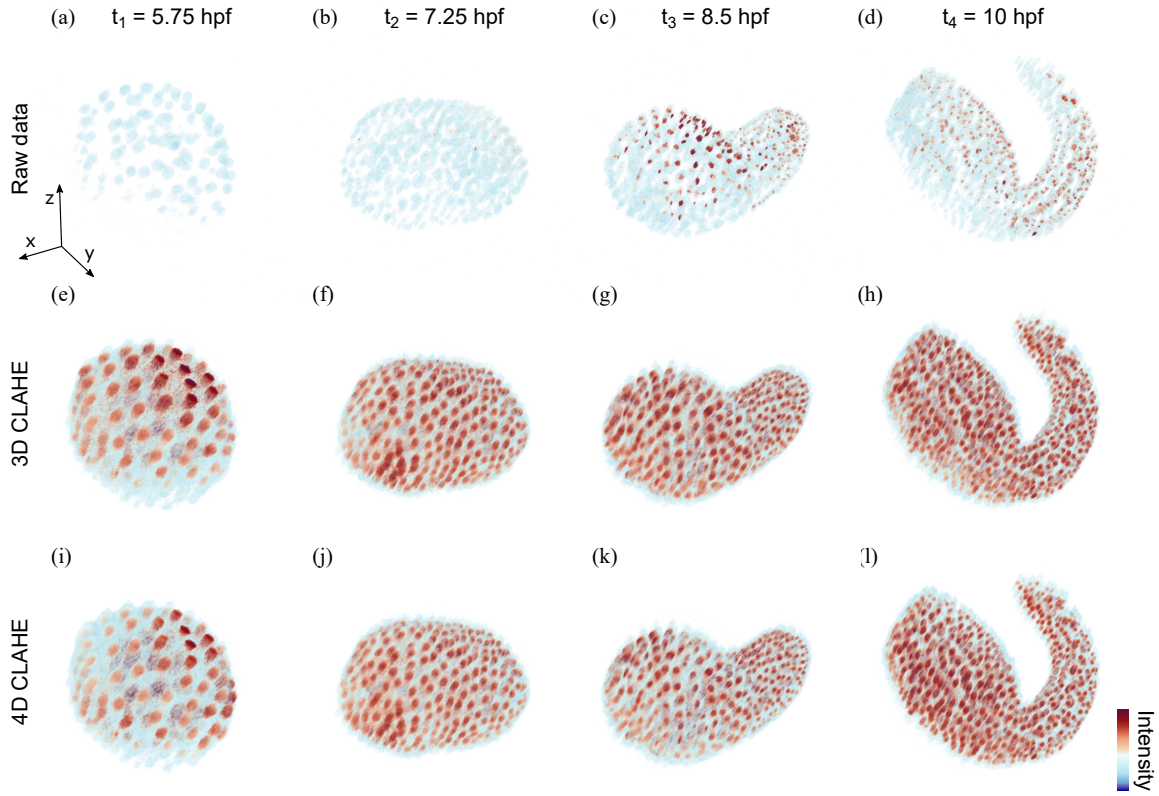 (a) t₁ = 5.75 hpf (b) t₂ = 7.25 hpf (c) t₃ = 8.5 hpf (d) t₄ = 10 hpf
Raw data
z
x
y
(e) (f) (g) (h)
3D CLAHE
(i) (j) (k) (l)
4D CLAHE
Intensity